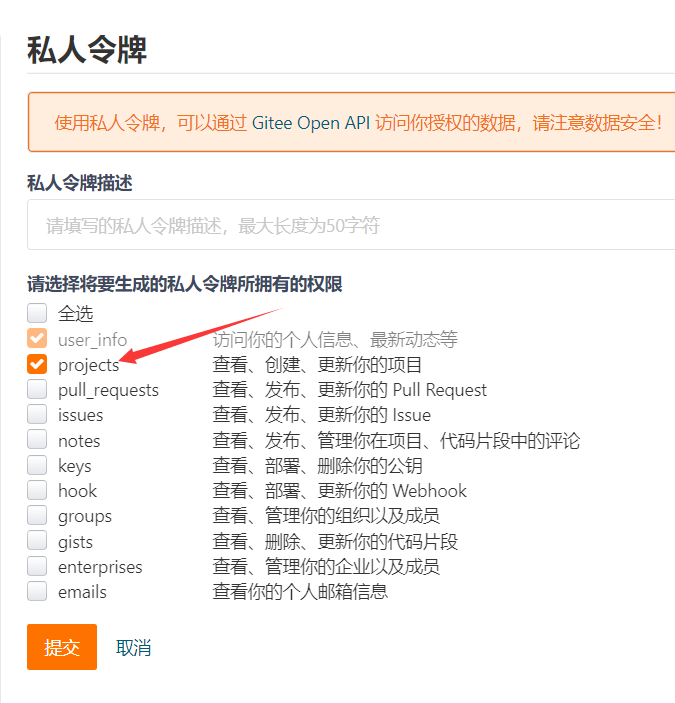 私人令牌
使用私人令牌，可以通过 Gitee Open API 访问你授权的数据，请注意数据安全！
私人令牌描述
请填写的私人令牌描述，最大长度为50字符
请选择将要生成的私人令牌所拥有的权限
全选
user_info 访问你的个人信息、最新动态等
projects 查看、创建、更新你的项目
pull_requests 查看、发布、更新你的 Pull Request
issues 查看、发布、更新你的 Issue
notes 查看、发布、管理你在项目、代码片段中的评论
keys 查看、部署、删除你的公钥
hook 查看、部署、更新你的 Webhook
groups 查看、管理你的组织以及成员
gists 查看、删除、更新你的代码片段
enterprises 查看、管理你的企业以及成员
emails 查看你的个人邮箱信息
提交 取消